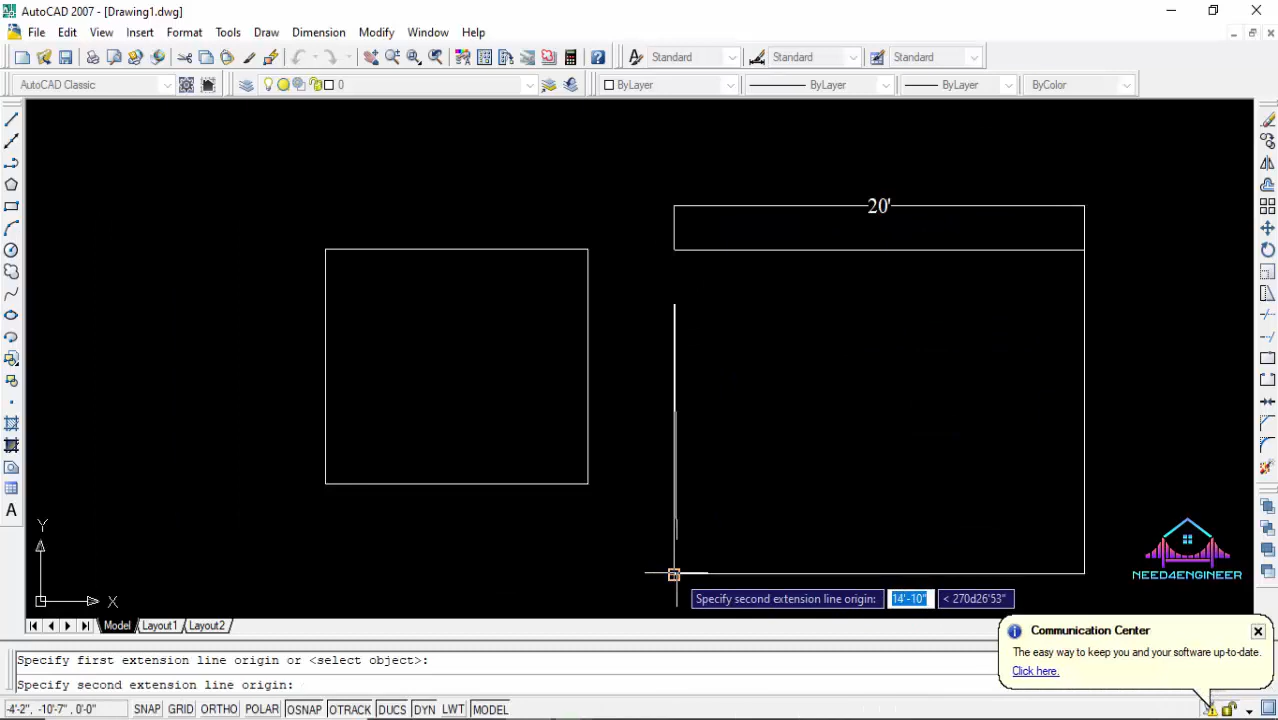 AutoCAD 2007 - [Drawing1.dwg]
File Edit View Insert Format Tools Draw Dimension Modify Window Help
Standard Standard Standard
AutoCAD Classic 0 ByLayer ByLayer ByLayer ByColor
20'
A
Y
X
NEED4ENGINEER
Specify second extension line origin: 14'-10" < 270d26'53"
Model Layout1 Layout2
Communication Center
The easy way to keep you and your software up-to-date.
Click here.
Specify first extension line origin or <select object>:
Specify second extension line origin:
-4'-2", -10'-7", 0'-0" SNAP GRID ORTHO POLAR OSNAP OTRACK DUCS DYN LWT MODEL